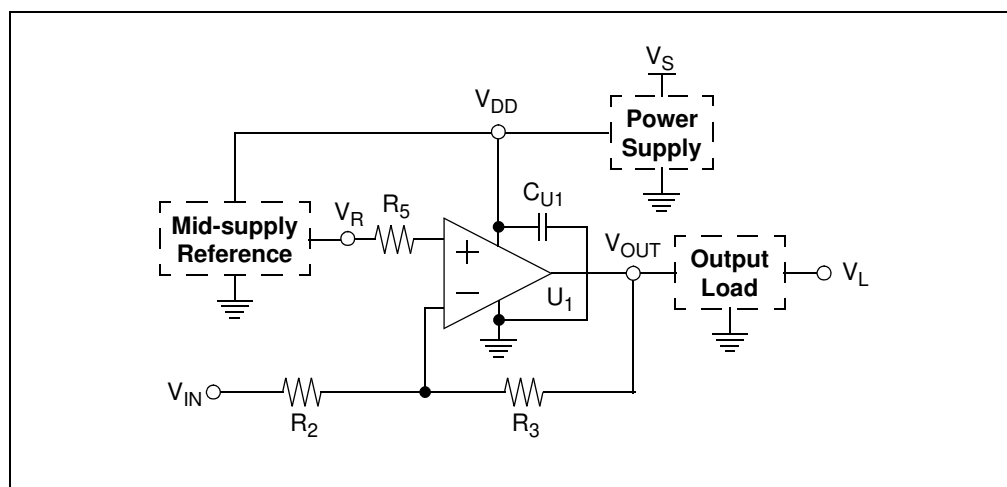 V_S
V_DD
Power
Supply
C_U1
V_R
R_5
Mid-supply
Reference
+
−
U_1
V_OUT
Output
Load
V_L
V_IN
R_2
R_3